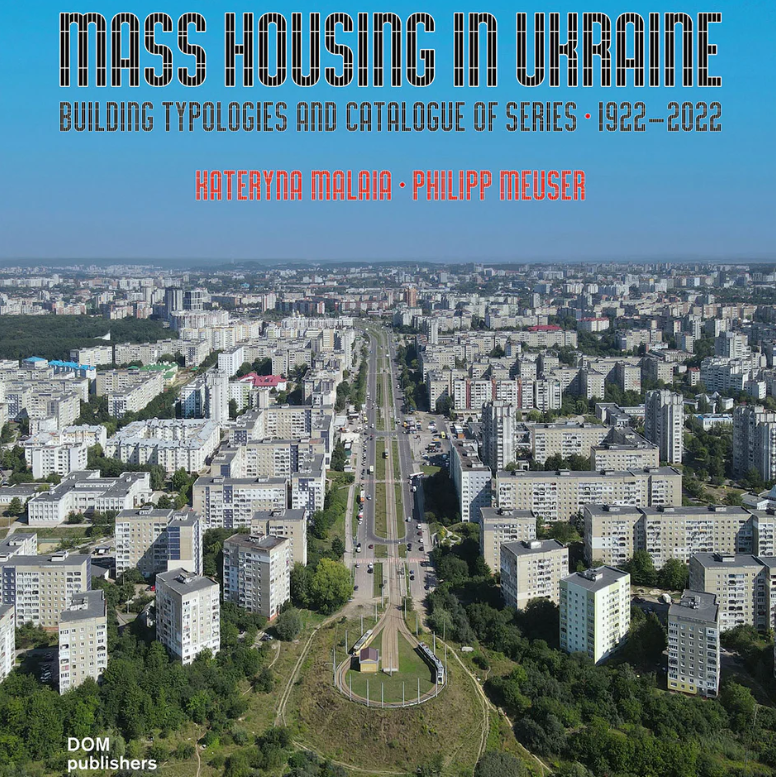 MASS HOUSING IN UKRAINE
BUILDING TYPOLOGIES AND CATALOGUE OF SERIES • 1922–2022
KATERYNA MALAIA • PHILIPP MEUSER
DOM
publishers